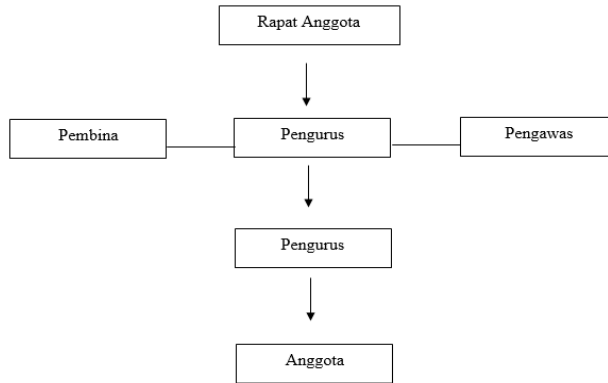 Rapat Anggota
Pembina
Pengurus
Pengawas
Pengurus
Anggota